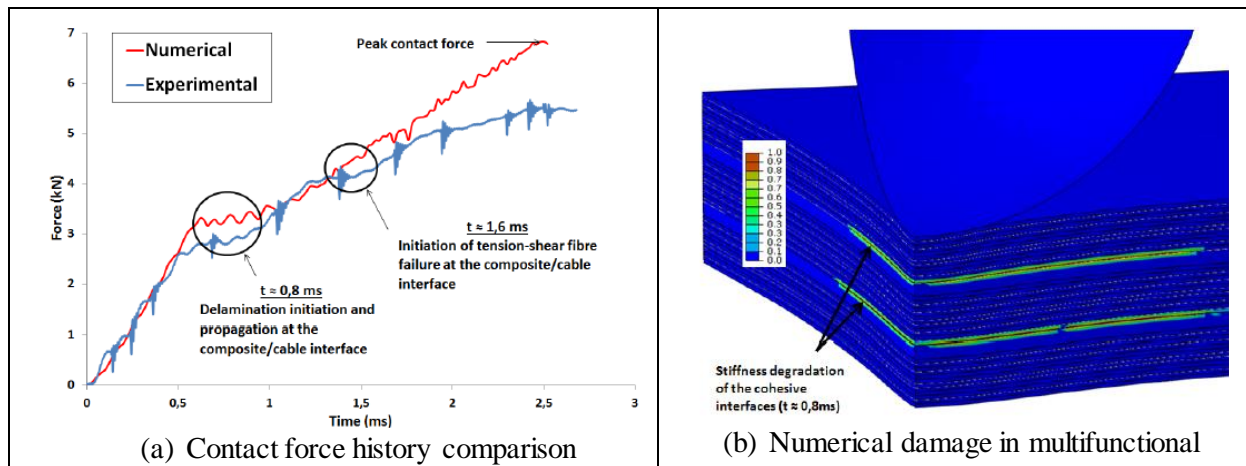 7
6
5
4
3
2
1
0
Force (kN)
Numerical
Experimental
Peak contact force
t ≈ 1,6 ms
Initiation of tension-shear fibre
failure at the composite/cable
interface
t ≈ 0,8 ms
Delamination initiation and
propagation at the
composite/cable interface
0
0,5
1
1,5
2
2,5
3
Time (ms)
(a) Contact force history comparison
1.0
0.9
0.8
0.7
0.6
0.5
0.4
0.3
0.2
0.1
0.0
Stiffness degradation
of the cohesive
interfaces (t ≈ 0,8ms)
(b) Numerical damage in multifunctional